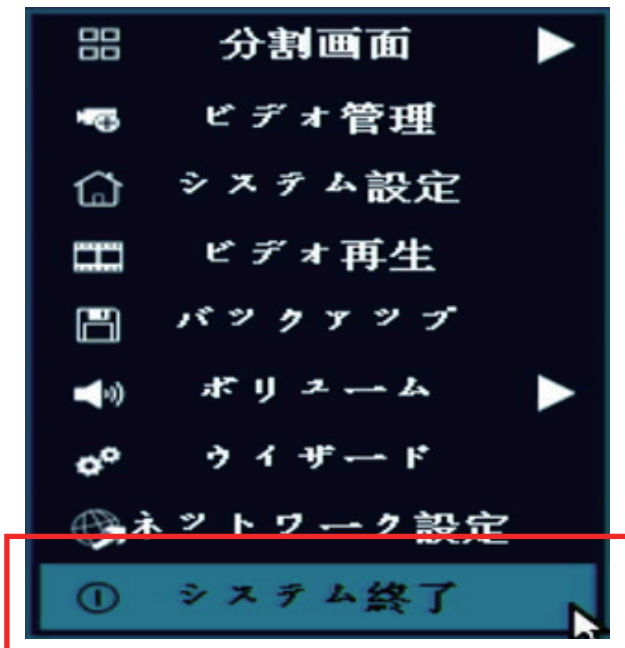 分割画面
ビデオ管理
システム設定
ビデオ再生
バックアップ
ボリューム
ウイザード
ネットワーク設定
システム終了